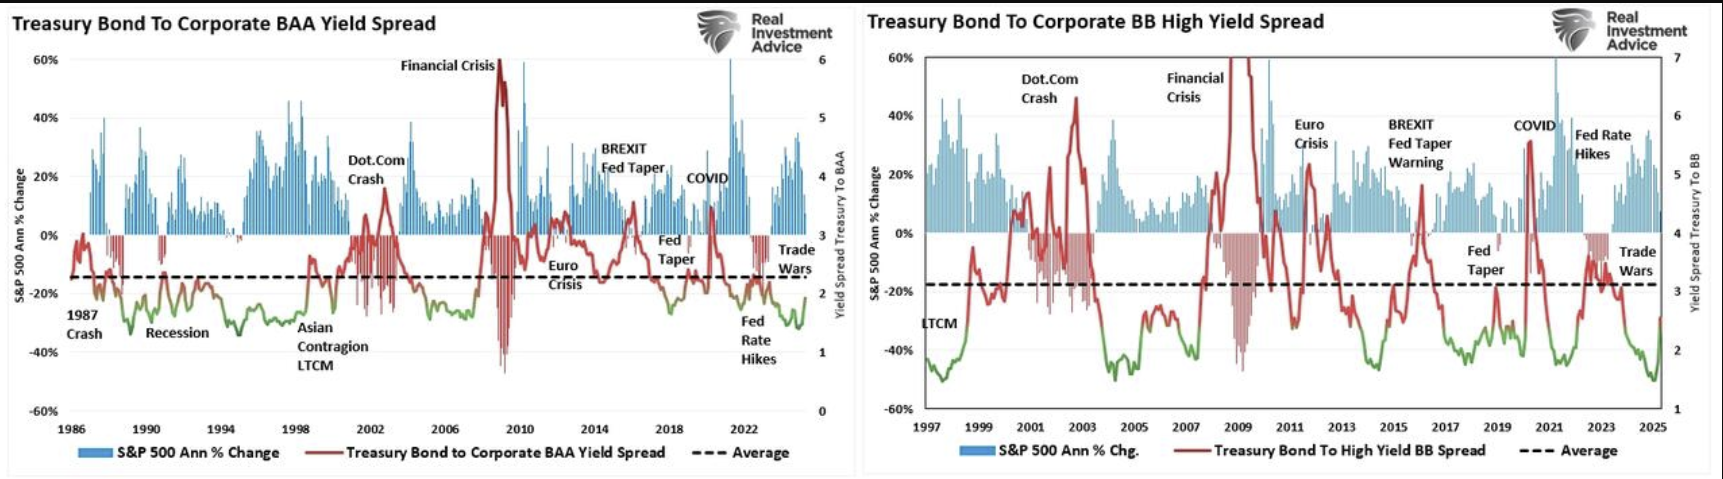 Treasury Bond To Corporate BAA Yield Spread
Real
Investment
Advice
60%
40%
20%
0%
-20%
-40%
-60%
S&P 500 Ann % Change
6
5
4
3
2
1
0
Yield Spread Treasury To BAA
Financial Crisis
Dot.Com
Crash
BREXIT
Fed Taper
COVID
Fed
Taper
Trade
Wars
Euro
Crisis
1987
Crash
Recession
Asian
Contragion
LTCM
Fed
Rate
Hikes
1986
1990
1994
1998
2002
2006
2010
2014
2018
2022
S&P 500 Ann % Change
Treasury Bond to Corporate BAA Yield Spread
Average
Treasury Bond To Corporate BB High Yield Spread
Real
Investment
Advice
60%
40%
20%
0%
-20%
-40%
-60%
S&P 500 Ann % Change
7
6
5
4
3
2
1
Yield Spread Treasury To BB
Dot.Com
Crash
Financial
Crisis
Euro
Crisis
BREXIT
Fed Taper
Warning
COVID
Fed Rate
Hikes
Fed
Taper
Trade
Wars
LTCM
1997
1999
2001
2003
2005
2007
2009
2011
2013
2015
2017
2019
2021
2023
2025
S&P 500 Ann % Chg.
Treasury Bond To High Yield BB Spread
Average